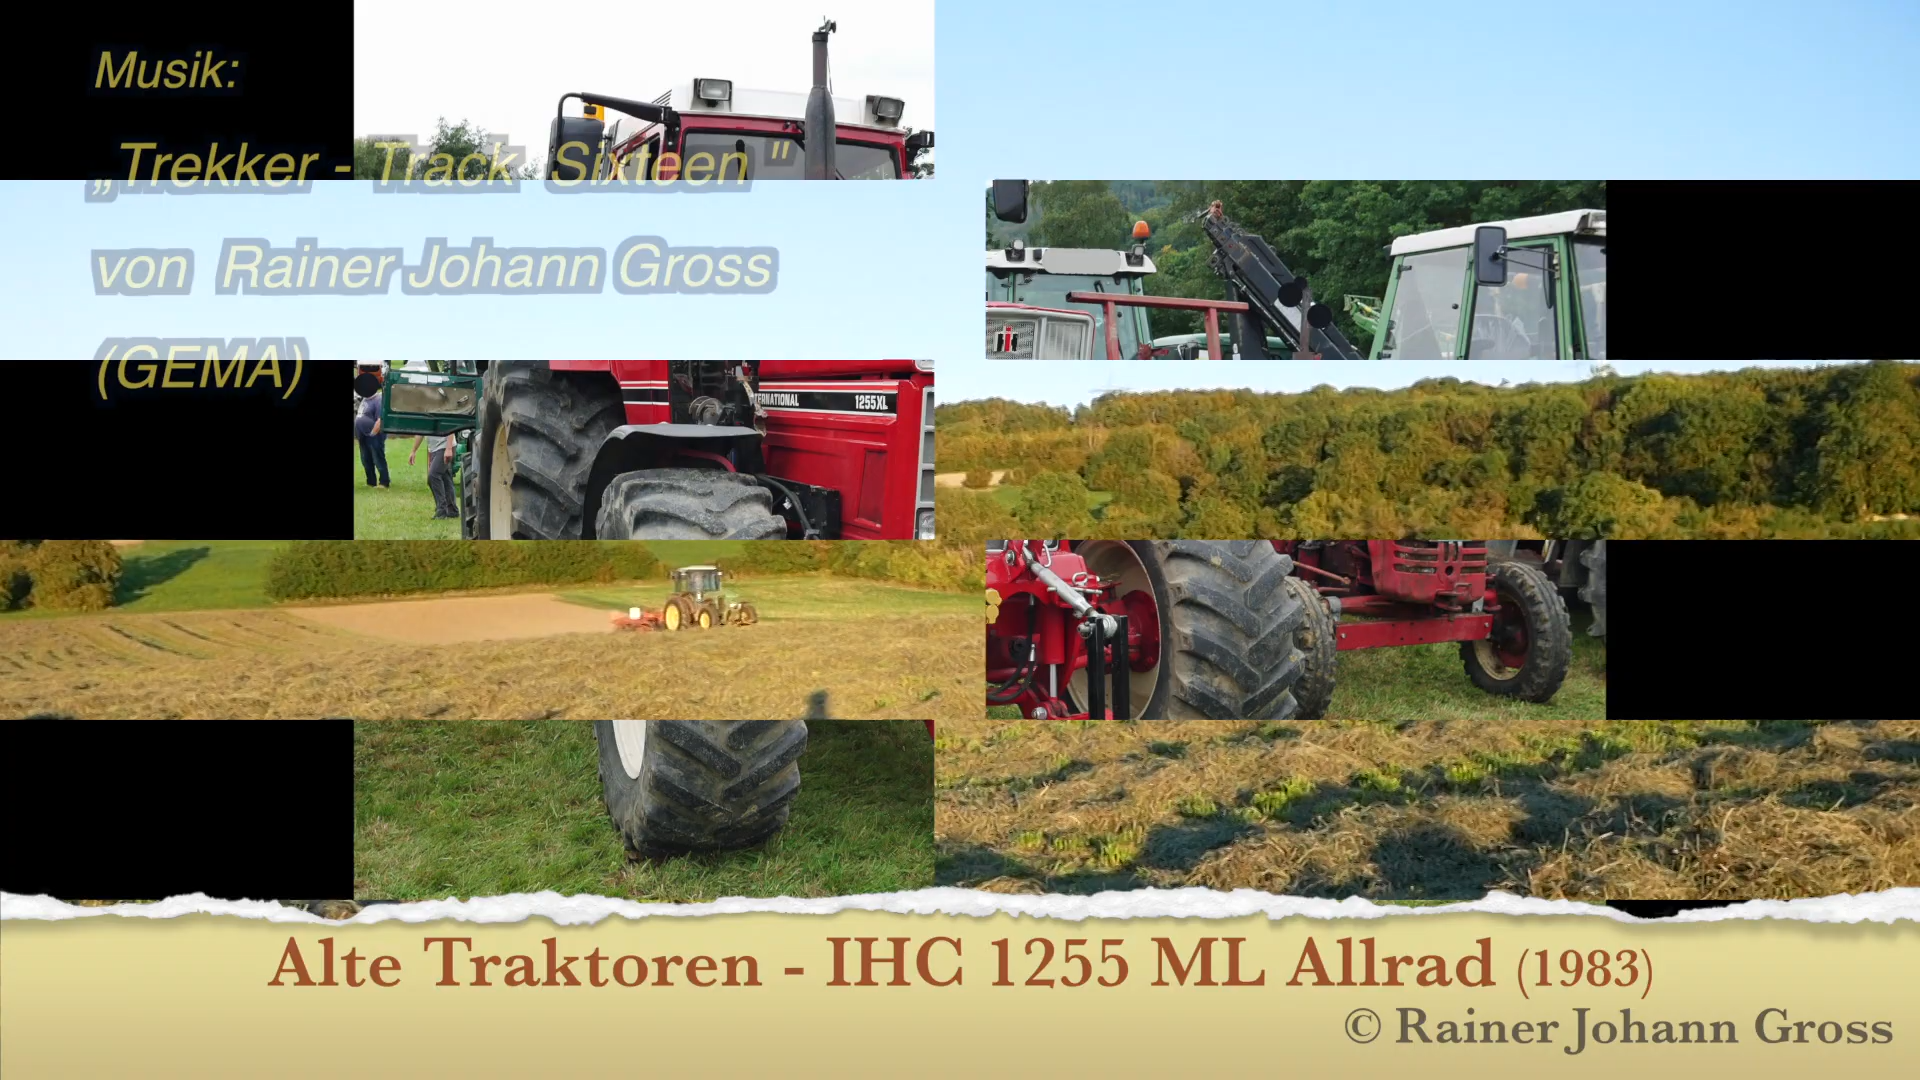 Musik:
„Trekker - Track Sixteen "
von Rainer Johann Gross
(GEMA)
TERNATIONAL 1255XL
Alte Traktoren - IHC 1255 ML Allrad (1983)
© Rainer Johann Gross